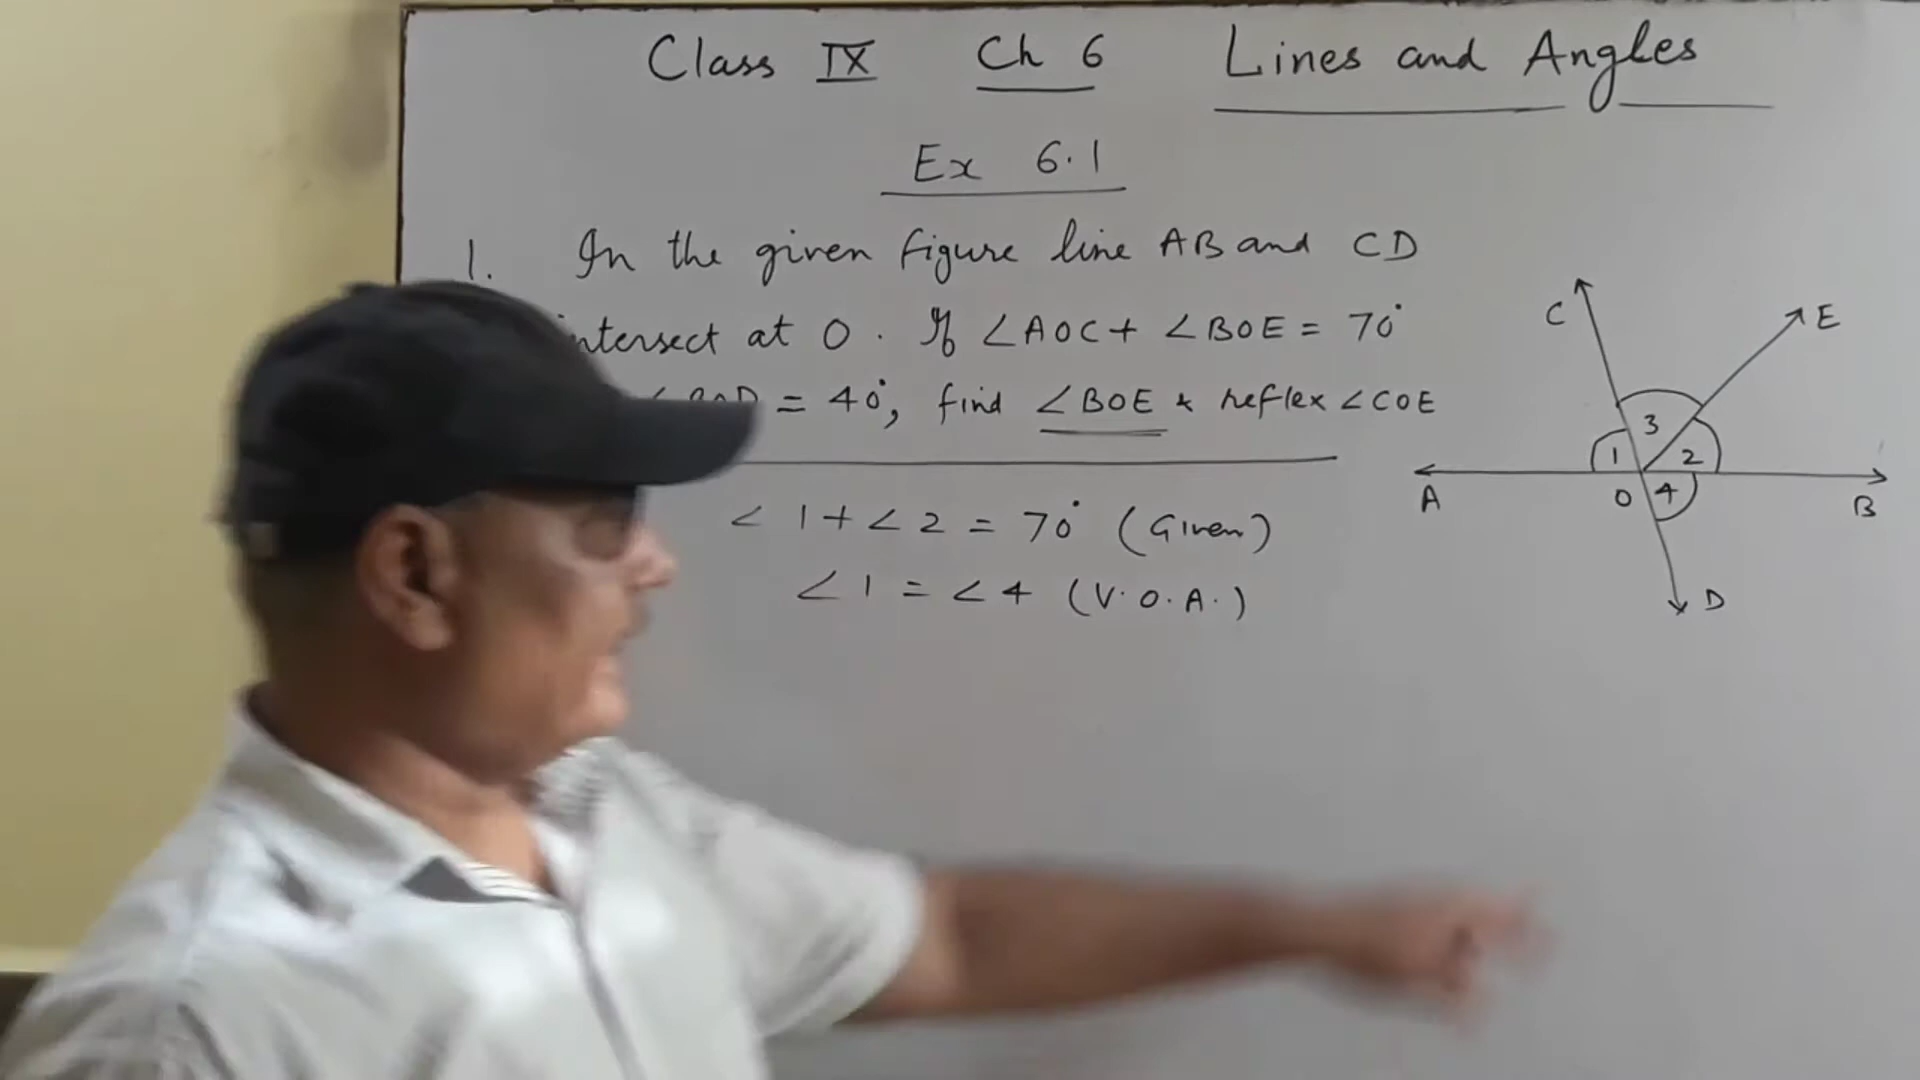 Class IX Ch 6 Lines and Angles
Ex 6.1
1. In the given figure line AB and CD
intersect at O. If ∠AOC + ∠BOE = 70°
= 40°, find ∠BOE & reflex ∠COE
∠1 + ∠2 = 70° (Given)
∠1 = ∠4 (V.O.A.)
C E
3
1 2
A O 4 B
D